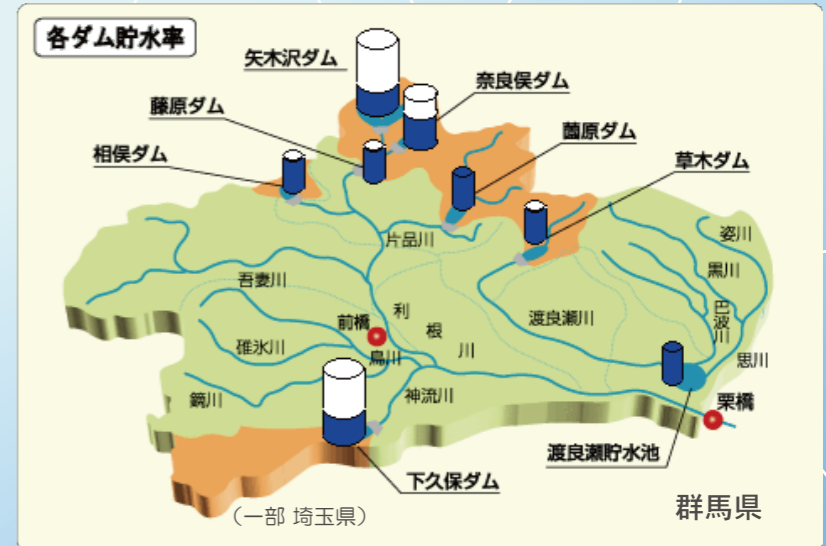 各ダム貯水率
矢木沢ダム
奈良俣ダム
藤原ダム
薗原ダム
相俣ダム
草木ダム
片品川
姿川
黒川
吾妻川
巴波川
利根川
渡良瀬川
前橋
碓氷川
烏川
思川
神流川
鏑川
栗橋
渡良瀬貯水池
下久保ダム
群馬県
（一部 埼玉県）